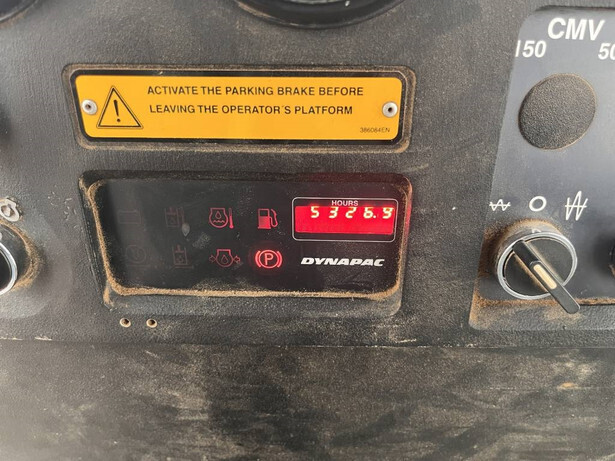 CMV
150
50
ACTIVATE THE PARKING BRAKE BEFORE
LEAVING THE OPERATOR'S PLATFORM
386064EN
HOURS
5326.9
P
DYNAPAC